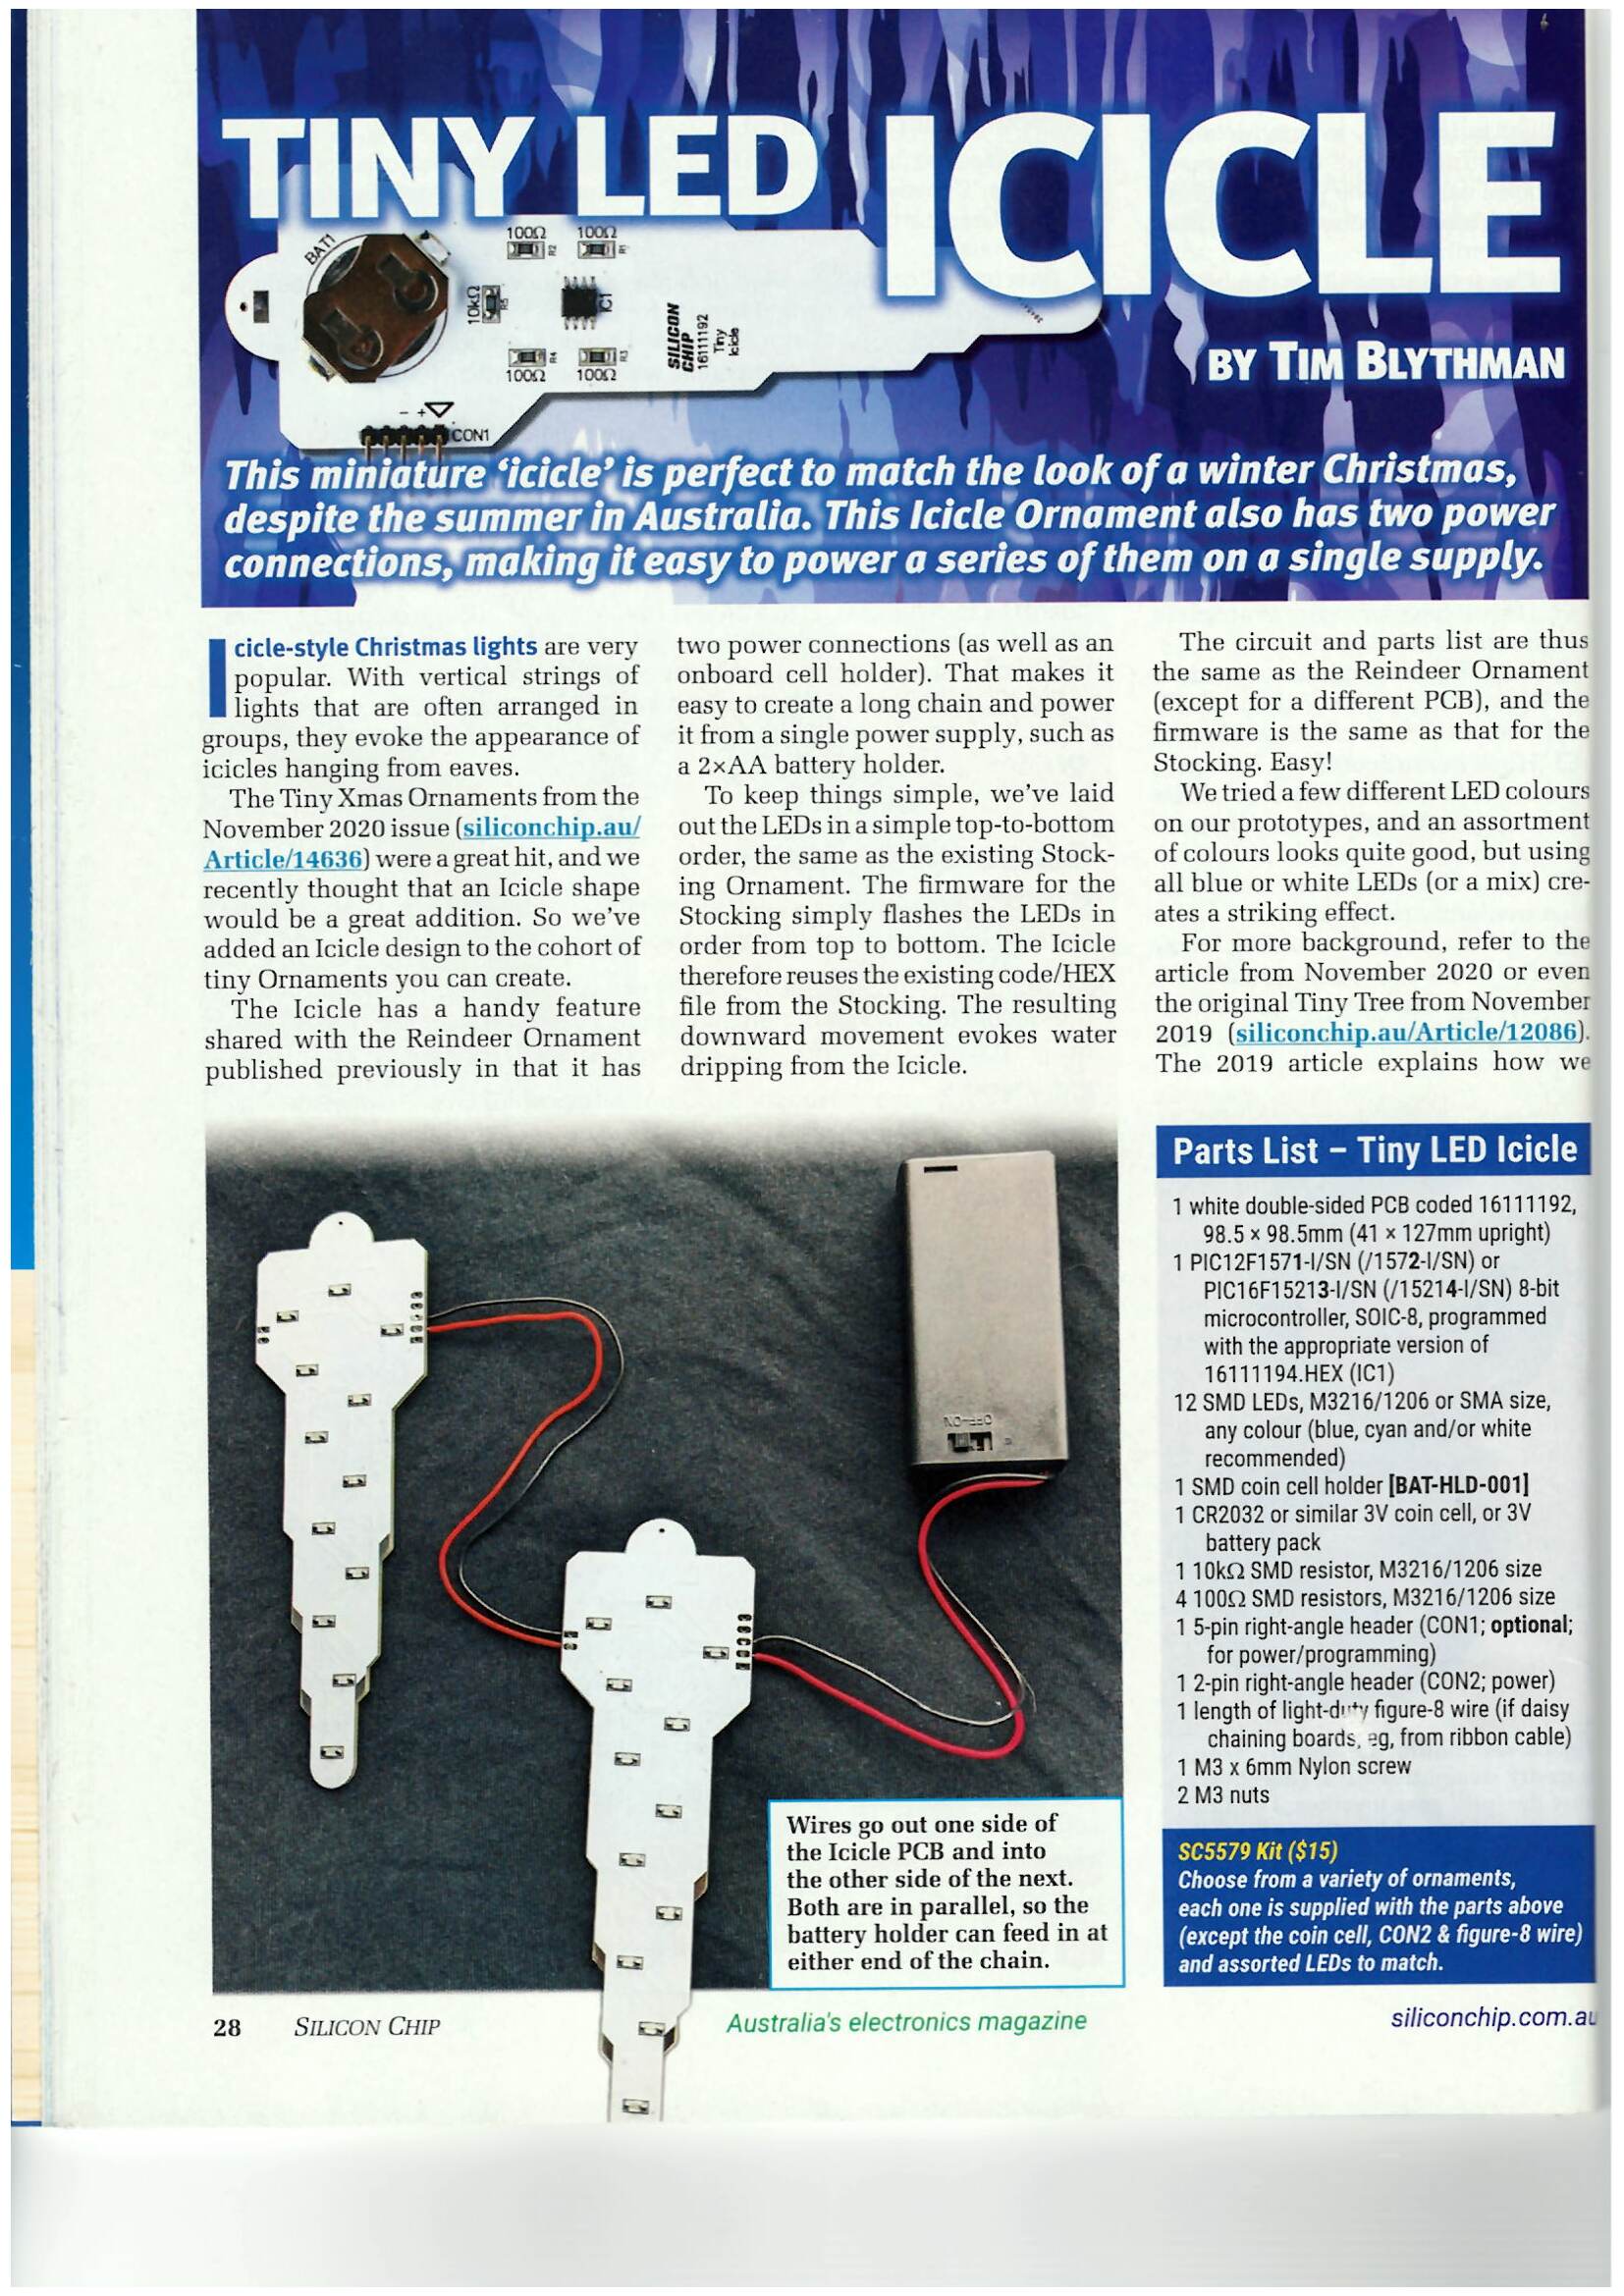 TINY LED ICICLE
BAT1
100Ω
R2
100Ω
R1
10kΩ
R5
IC1
100Ω
R4
100Ω
R3
SILICON
CHIP
16111192
Tiny
Icicle
- +
CON1
BY TIM BLYTHMAN
This miniature ‘icicle’ is perfect to match the look of a winter Christmas,
despite the summer in Australia. This Icicle Ornament also has two power
connections, making it easy to power a series of them on a single supply.
Icicle-style Christmas lights are very
popular. With vertical strings of
lights that are often arranged in
groups, they evoke the appearance of
icicles hanging from eaves.
The Tiny Xmas Ornaments from the
November 2020 issue (siliconchip.au/
Article/14636) were a great hit, and we
recently thought that an Icicle shape
would be a great addition. So we’ve
added an Icicle design to the cohort of
tiny Ornaments you can create.
The Icicle has a handy feature
shared with the Reindeer Ornament
published previously in that it has
two power connections (as well as an
onboard cell holder). That makes it
easy to create a long chain and power
it from a single power supply, such as
a 2×AA battery holder.
To keep things simple, we’ve laid
out the LEDs in a simple top-to-bottom
order, the same as the existing Stock-
ing Ornament. The firmware for the
Stocking simply flashes the LEDs in
order from top to bottom. The Icicle
therefore reuses the existing code/HEX
file from the Stocking. The resulting
downward movement evokes water
dripping from the Icicle.
The circuit and parts list are thus
the same as the Reindeer Ornament
(except for a different PCB), and the
firmware is the same as that for the
Stocking. Easy!
We tried a few different LED colours
on our prototypes, and an assortment
of colours looks quite good, but using
all blue or white LEDs (or a mix) cre-
ates a striking effect.
For more background, refer to the
article from November 2020 or even
the original Tiny Tree from November
2019 (siliconchip.au/Article/12086).
The 2019 article explains how we
Parts List – Tiny LED Icicle
1 white double-sided PCB coded 16111192,
98.5 × 98.5mm (41 × 127mm upright)
1 PIC12F1571-I/SN (/1572-I/SN) or
PIC16F15213-I/SN (/15214-I/SN) 8-bit
microcontroller, SOIC-8, programmed
with the appropriate version of
16111194.HEX (IC1)
12 SMD LEDs, M3216/1206 or SMA size,
any colour (blue, cyan and/or white
recommended)
1 SMD coin cell holder [BAT-HLD-001]
1 CR2032 or similar 3V coin cell, or 3V
battery pack
1 10kΩ SMD resistor, M3216/1206 size
4 100Ω SMD resistors, M3216/1206 size
1 5-pin right-angle header (CON1; optional;
for power/programming)
1 2-pin right-angle header (CON2; power)
1 length of light-duty figure-8 wire (if daisy
chaining boards, eg, from ribbon cable)
1 M3 x 6mm Nylon screw
2 M3 nuts
SC5579 Kit ($15)
Choose from a variety of ornaments,
each one is supplied with the parts above
(except the coin cell, CON2 & figure-8 wire)
and assorted LEDs to match.
OFF-ON
Wires go out one side of
the Icicle PCB and into
the other side of the next.
Both are in parallel, so the
battery holder can feed in at
either end of the chain.
28 SILICON CHIP
Australia's electronics magazine
siliconchip.com.au